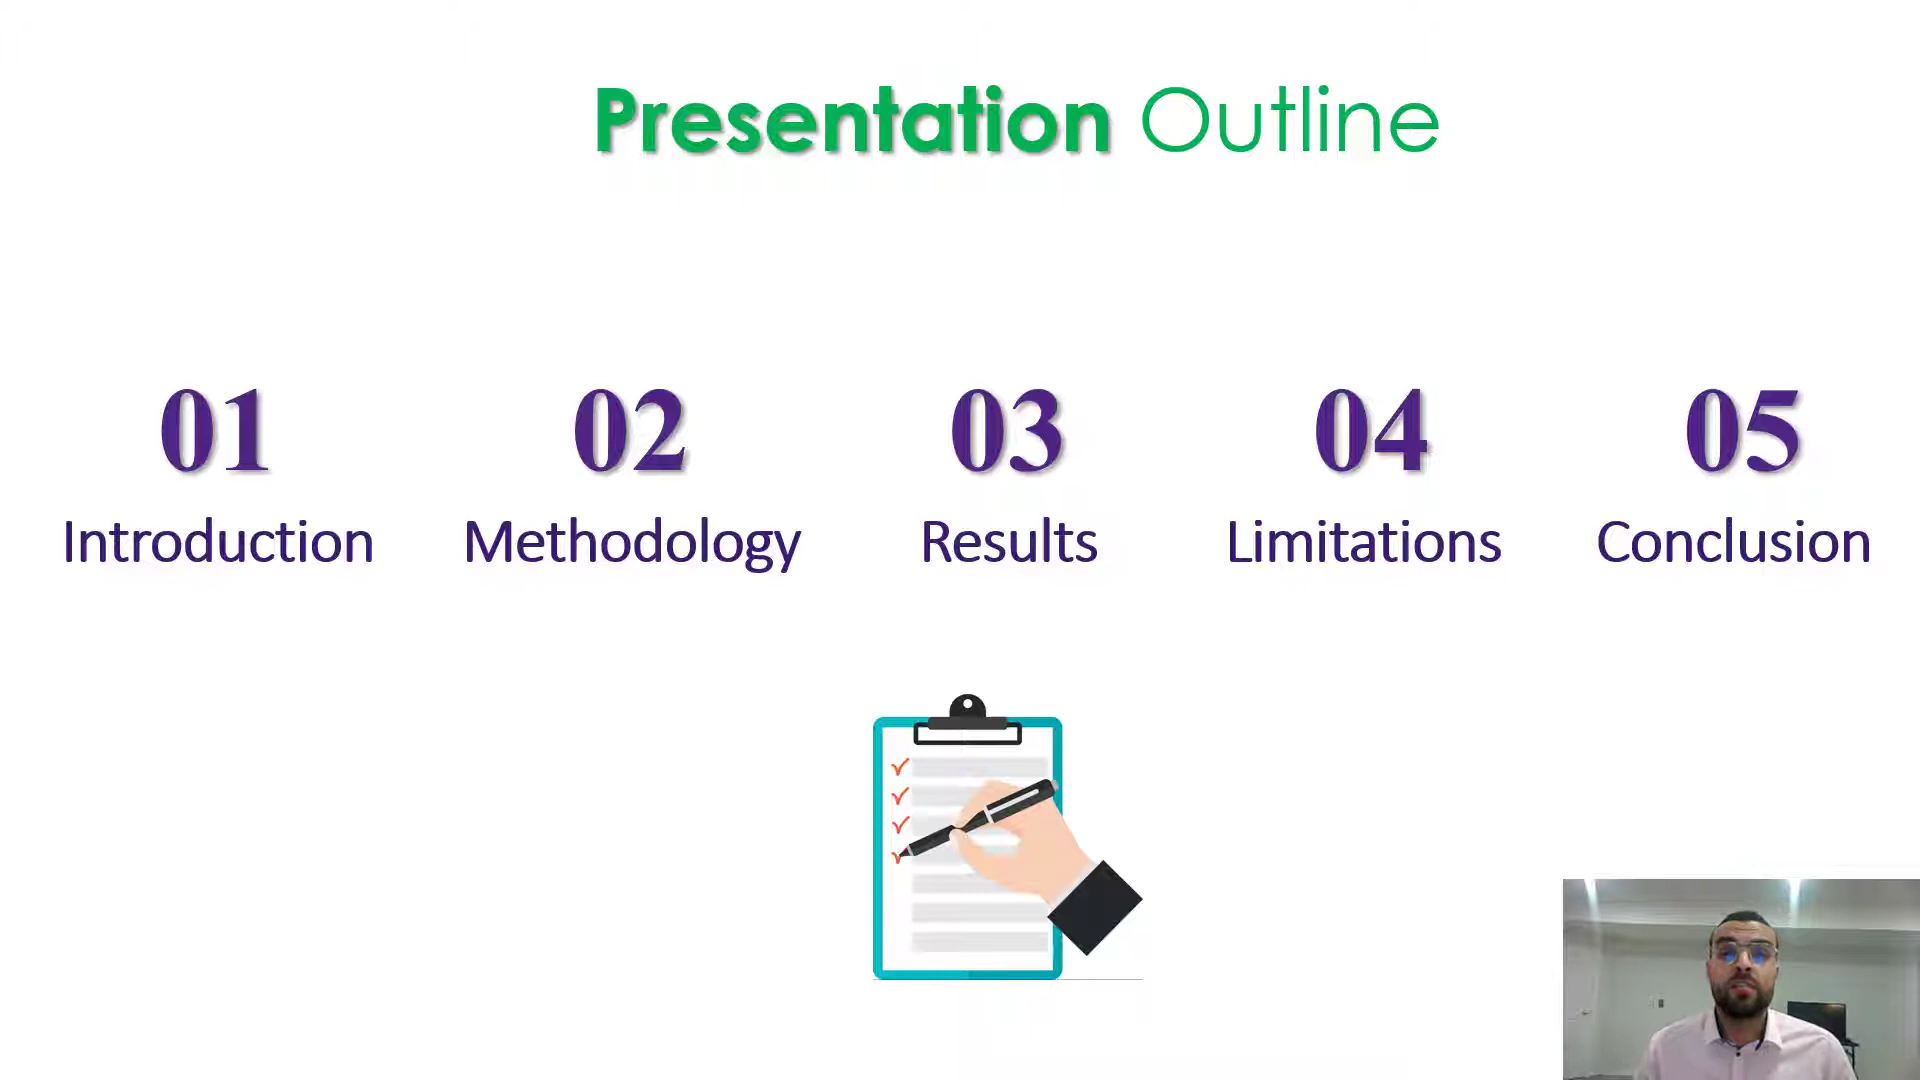 Presentation Outline
01 02 03 04 05
Introduction Methodology Results Limitations Conclusion